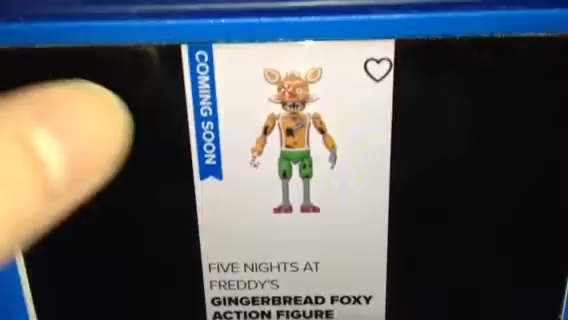 COMING SOON
FIVE NIGHTS AT
FREDDY'S
GINGERBREAD FOXY
ACTION FIGURE